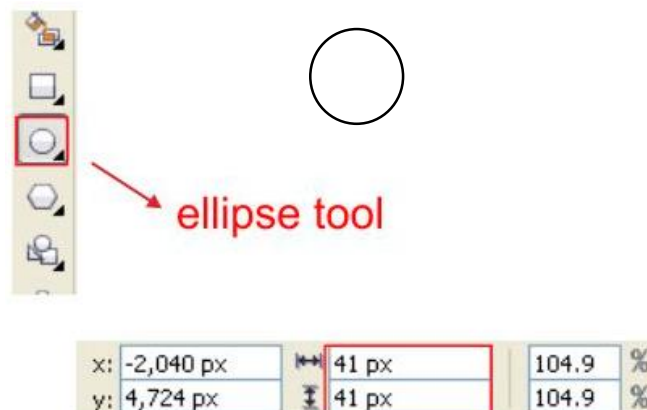 ellipse tool
x: -2,040 px 41 px 104.9 %
y: 4,724 px 41 px 104.9 %